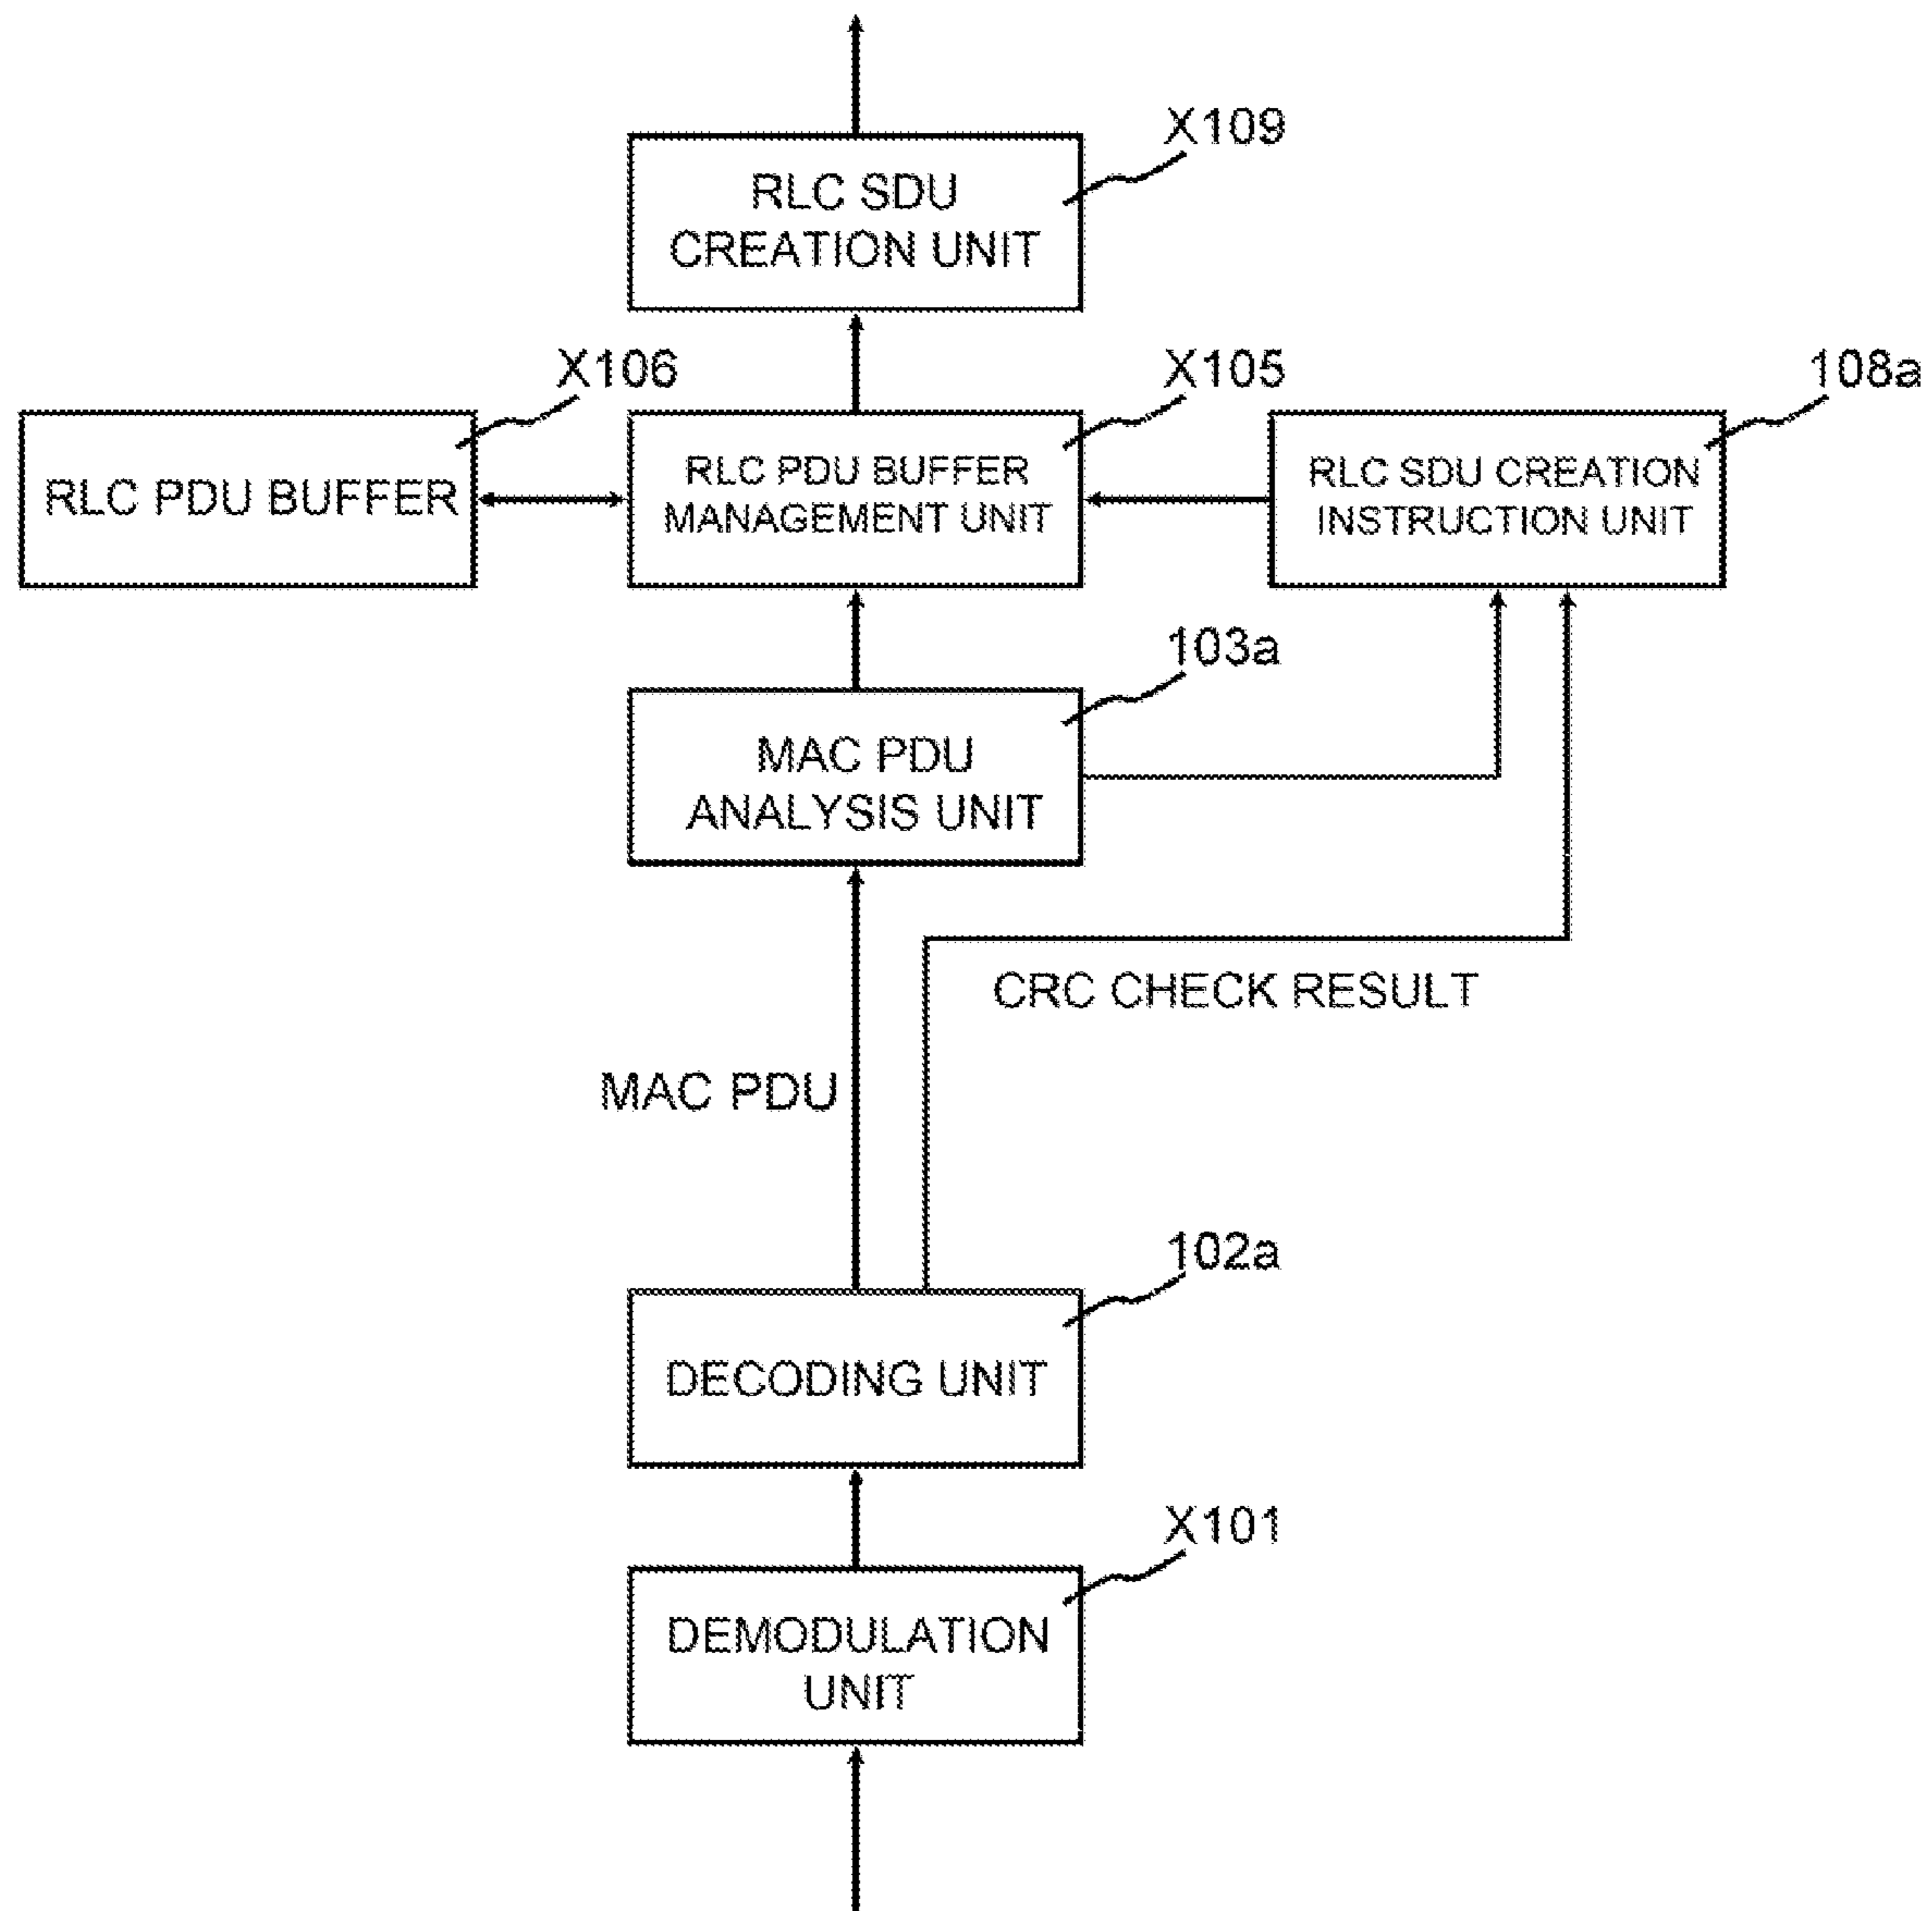 X109
RLC SDU
CREATION UNIT
X106
X105
108a
RLC PDU BUFFER
RLC PDU BUFFER
MANAGEMENT UNIT
RLC SDU CREATION
INSTRUCTION UNIT
103a
MAC PDU
ANALYSIS UNIT
CRC CHECK RESULT
MAC PDU
102a
DECODING UNIT
X101
DEMODULATION
UNIT